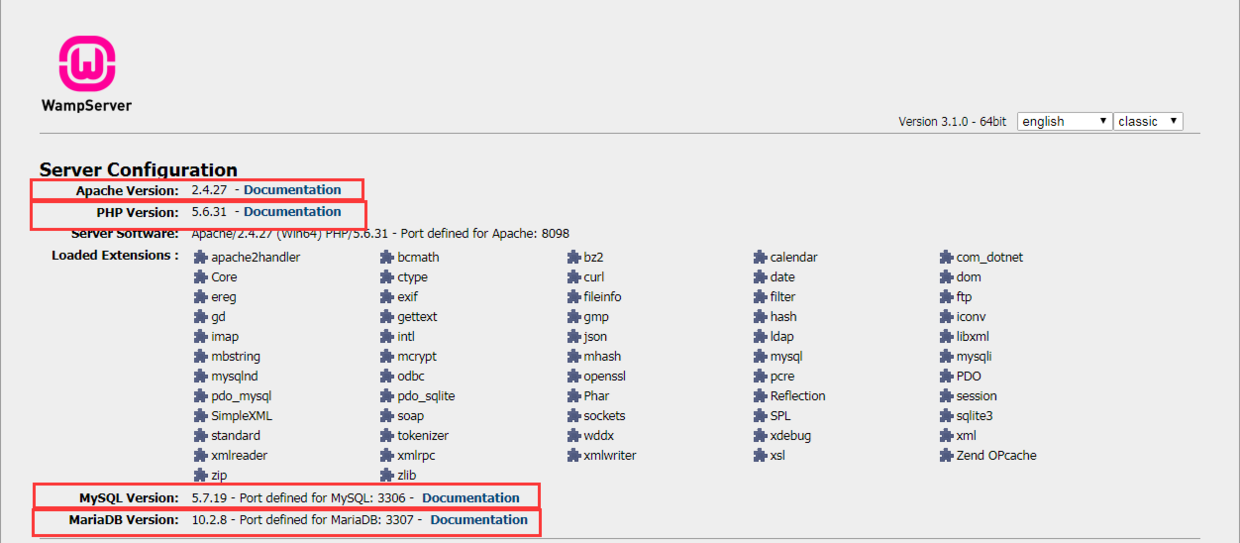 WampServer
Version 3.1.0 - 64bit english classic
Server Configuration
Apache Version: 2.4.27 - Documentation
PHP Version: 5.6.31 - Documentation
Server Software: Apache/2.4.27 (Win64) PHP/5.6.31 - Port defined for Apache: 8098
Loaded Extensions : apache2handler bcmath bz2 calendar com_dotnet
Core ctype curl date dom
ereg exif fileinfo filter ftp
gd gettext gmp hash iconv
imap intl json ldap libxml
mbstring mcrypt mhash mysql mysqli
mysqlnd odbc openssl pcre PDO
pdo_mysql pdo_sqlite Phar Reflection session
SimpleXML soap sockets SPL sqlite3
standard tokenizer wddx xdebug xml
xmlreader xmlrpc xmlwriter xsl Zend OPcache
zip zlib
MySQL Version: 5.7.19 - Port defined for MySQL: 3306 - Documentation
MariaDB Version: 10.2.8 - Port defined for MariaDB: 3307 - Documentation